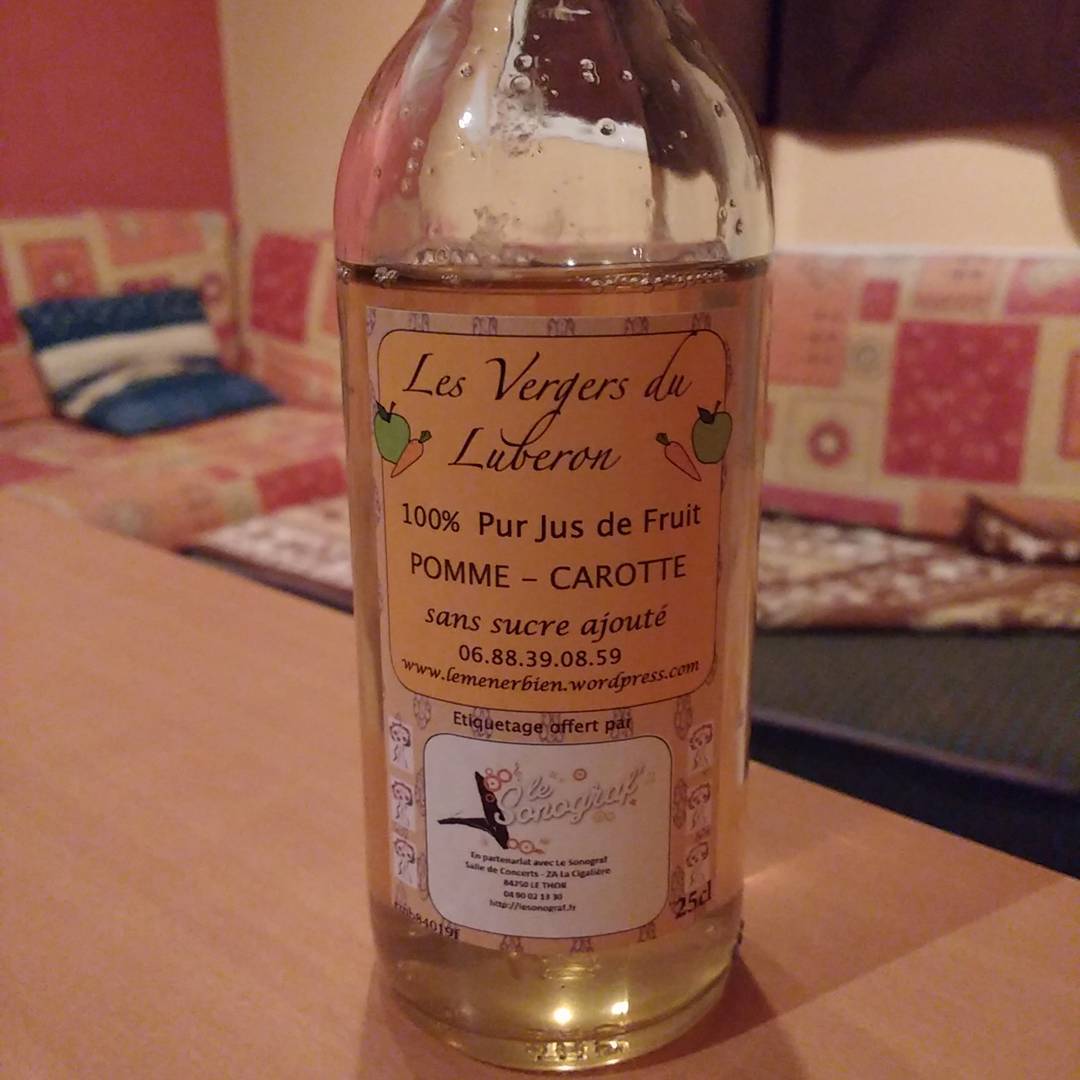 Les Vergers du
Luberon
100% Pur Jus de Fruit
POMME - CAROTTE
sans sucre ajouté
06.88.39.08.59
www.lemenerbien.wordpress.com
Etiquetage offert par
le
Sonograf'
En partenariat avec Le Sonograf
Salle de Concerts - ZA La Cigalière
84250 LE THOR
04 90 02 13 30
http://lesonograf.fr
25cl